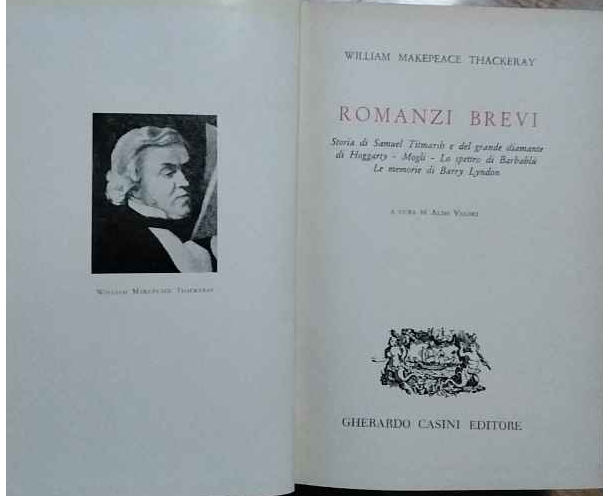 WILLIAM MAKEPEACE THACKERAY
WILLIAM MAKEPEACE THACKERAY
ROMANZI BREVI
Storia di Samuel Titmarsh e del grande diamante
di Hoggarty - Mogli - Lo spettro di Barbablù
Le memorie di Barry Lyndon
A CURA DI ALDO
GHERARDO CASINI EDITORE